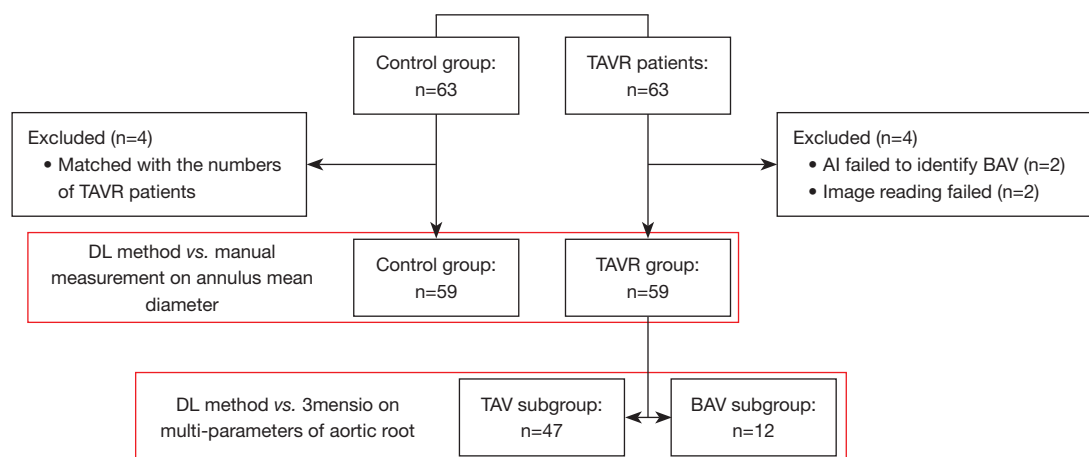 Control group:
n=63
TAVR patients:
n=63
Excluded (n=4)
• Matched with the numbers
of TAVR patients
Excluded (n=4)
• AI failed to identify BAV (n=2)
• Image reading failed (n=2)
DL method vs. manual
measurement on annulus mean
diameter
Control group:
n=59
TAVR group:
n=59
DL method vs. 3mensio on
multi-parameters of aortic root
TAV subgroup:
n=47
BAV subgroup:
n=12